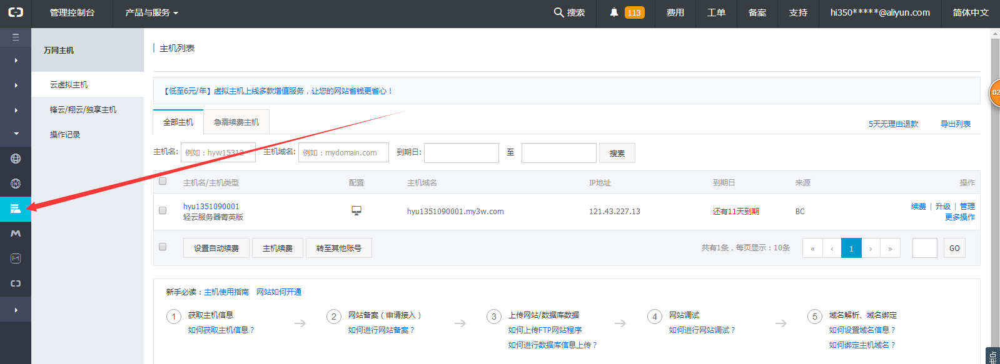 管理控制台 产品与服务 搜索 113 费用 工单 备案 支持 hi350*****@aliyun.com 简体中文
万网主机
云虚拟主机
锋云/翔云/独享主机
操作记录
主机列表
【低至6元/年】虚拟主机上线多款增值服务，让您的网站省钱更省心！
全部主机 急需续费主机 5天无理由退款 导出列表
主机名: 例如：hyw15312 主机域名: 例如：mydomain.com 到期日: 至 搜索
主机名/主机类型 配置 主机域名 IP地址 到期日 来源 操作
hyu1351090001 hyu1351090001.my3w.com 121.43.227.13 还有11天到期 BC 续费 | 升级 | 管理
轻云服务器菁英版 更多操作
设置自动续费 主机续费 转至其他账号 共有1条，每页显示：10条 « ‹ 1 › » GO
新手必读：主机使用指南 网站如何开通
1 获取主机信息
如何获取主机信息？
2 网站备案（申请接入）
如何进行网站备案？
3 上传网站/数据库数据
如何上传FTP网站程序
如何进行数据库信息上传？
4 网站调试
如何进行网站调试？
5 域名解析、域名绑定
如何设置域名信息？
如何绑定主机域名？
DNS
82
点